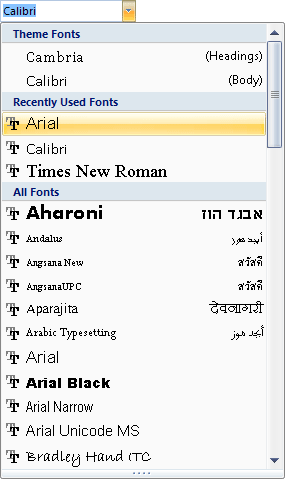 Calibri
Theme Fonts
Cambria (Headings)
Calibri (Body)
Recently Used Fonts
Arial
Calibri
Times New Roman
All Fonts
Aharoni אבגד הוז
Andalus أبجد هوز
Angsana New สวัสดี
AngsanaUPC สวัสดี
Aparajita देवनागरी
Arabic Typesetting أبجد هوز
Arial
Arial Black
Arial Narrow
Arial Unicode MS
Bradley Hand ITC